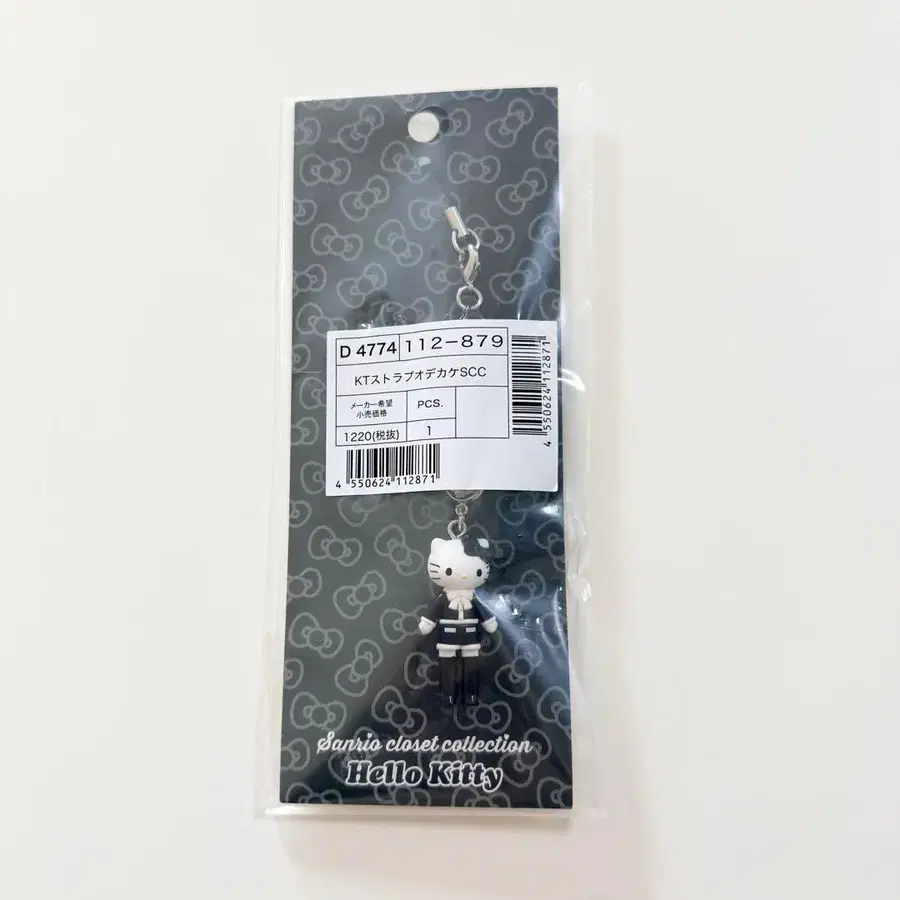 D 4774 112-879
KTストラップオデカケSCC
メーカー希望
小売価格
PCS.
1220(税抜)
1
4 550624 112871
4 550624 112871
Sanrio closet collection
Hello Kitty